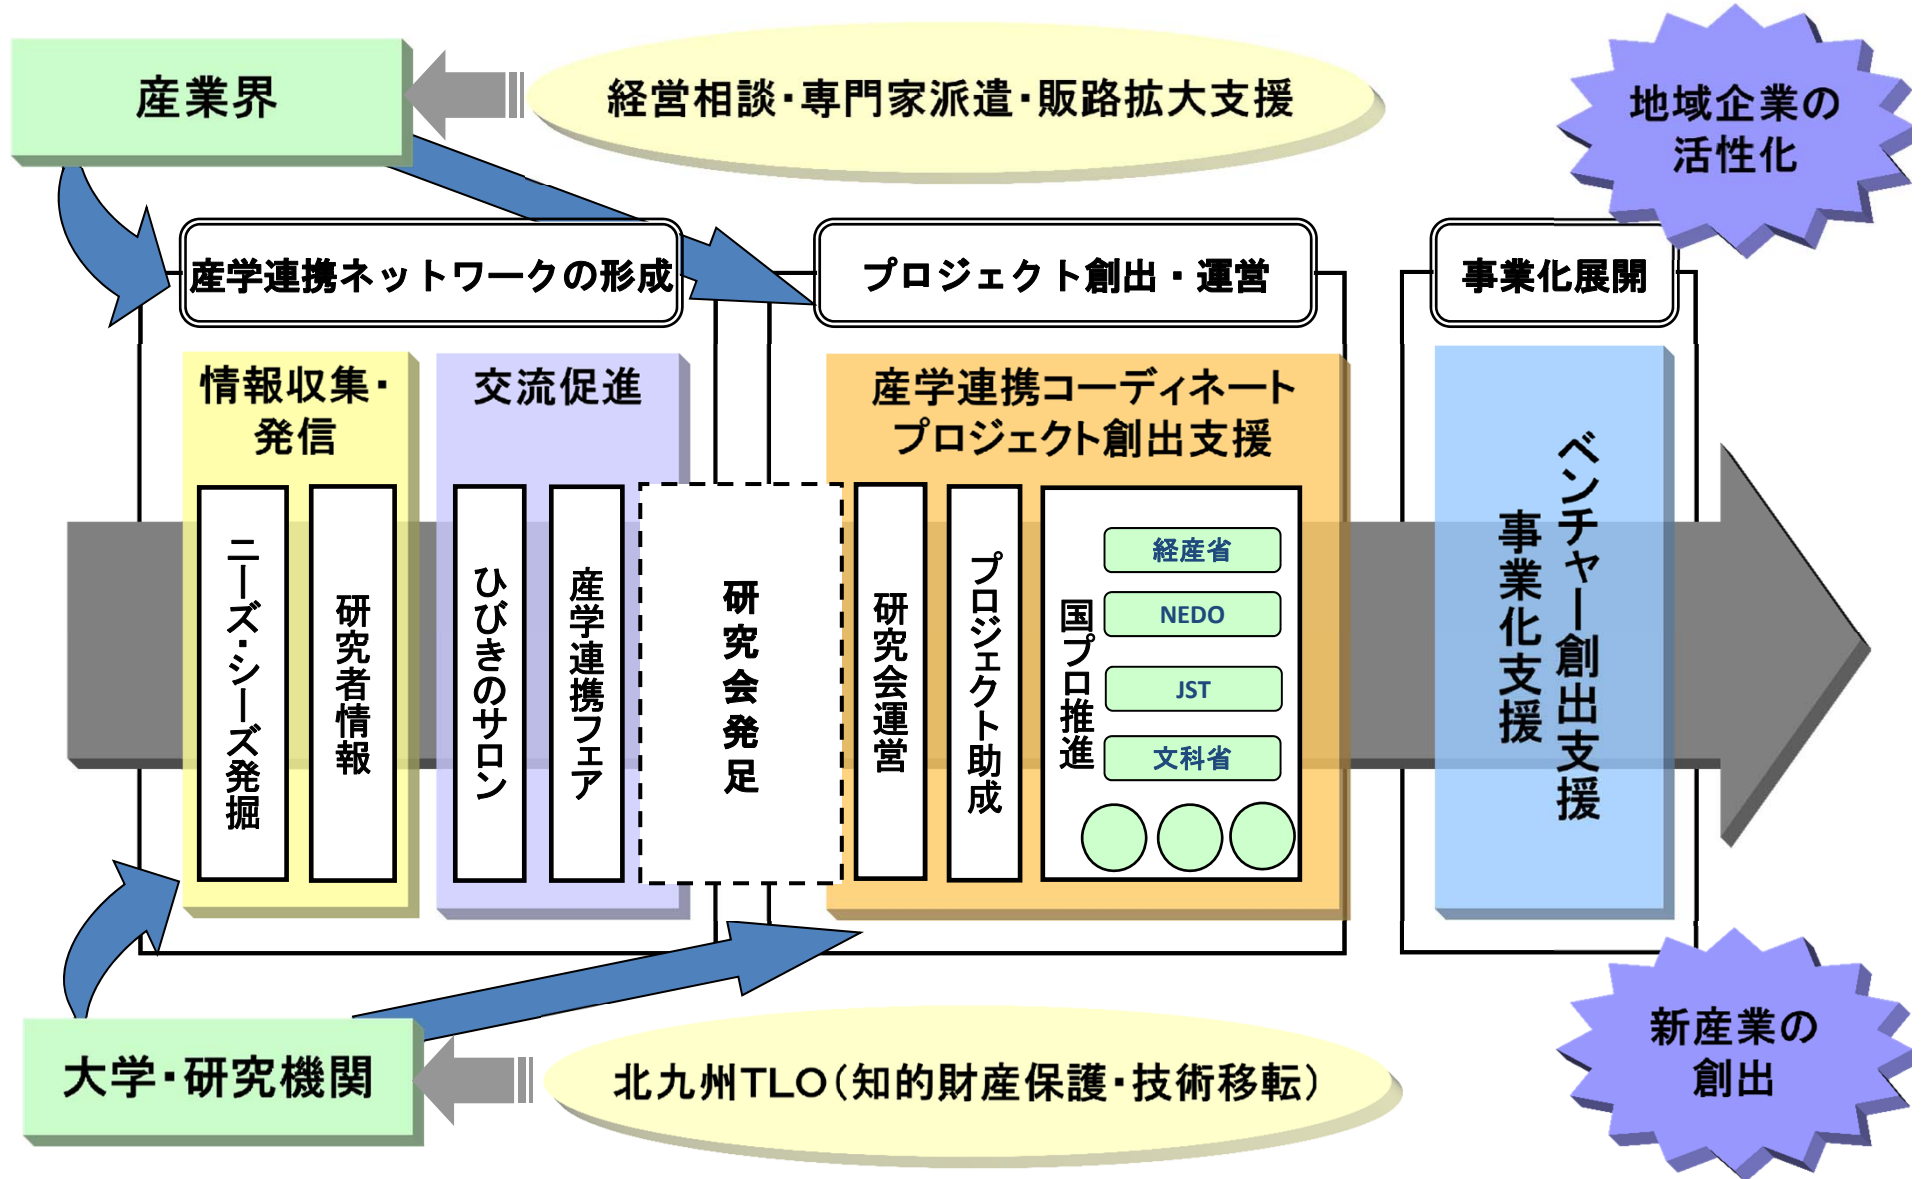 産業界
経営相談・専門家派遣・販路拡大支援
地域企業の
活性化
産学連携ネットワークの形成
プロジェクト創出・運営
事業化展開
情報収集・
発信
交流促進
産学連携コーディネート
プロジェクト創出支援
ニーズ・シーズ発掘
研究者情報
ひびきのサロン
産学連携フェア
研究会発足
研究会運営
プロジェクト助成
国プロ推進
経産省
NEDO
JST
文科省
ベンチャー創出支援
事業化支援
大学・研究機関
北九州TLO(知的財産保護・技術移転)
新産業の
創出